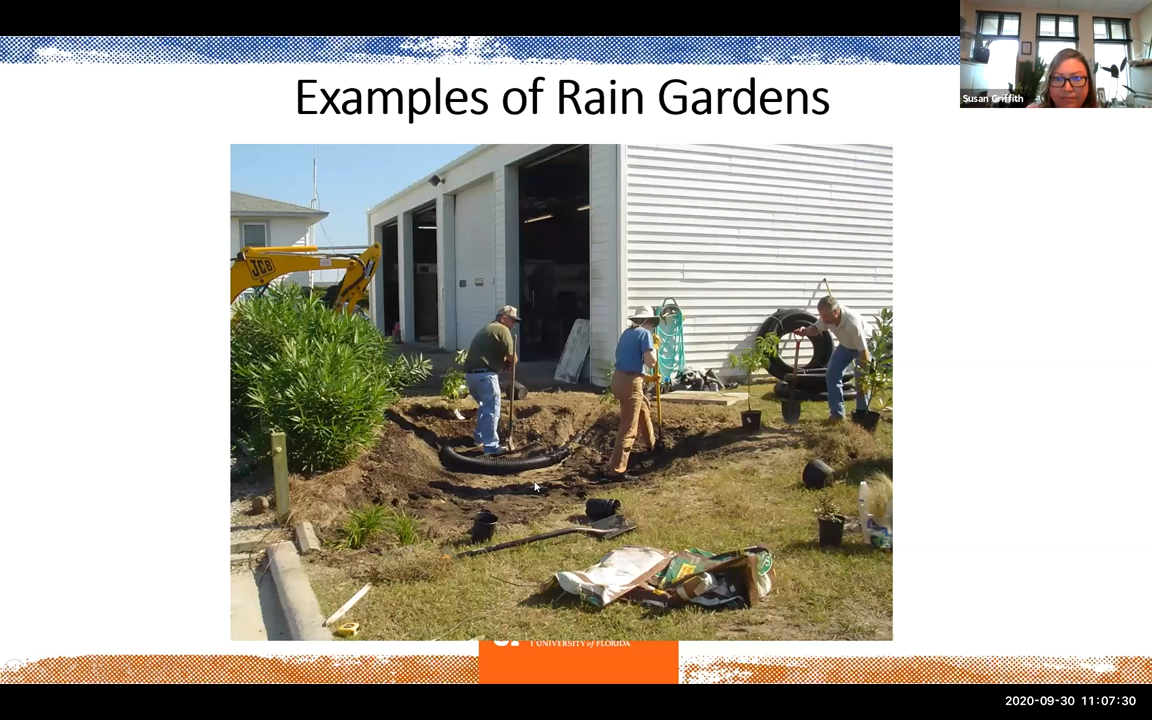 Examples of Rain Gardens
Susan Griffith
JCB
UNIVERSITY of FLORIDA
2020-09-30 11:07:30